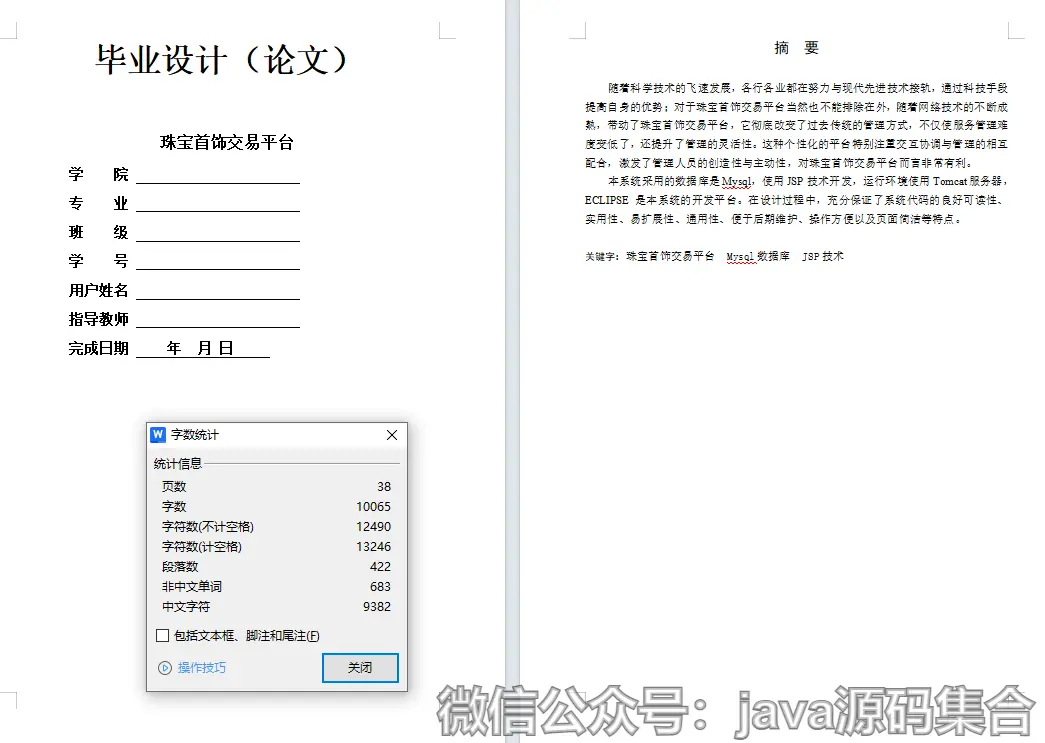 毕业设计（论文）
珠宝首饰交易平台
学 院
专 业
班 级
学 号
用户姓名
指导教师
完成日期 年 月 日
W 字数统计
统计信息
页数 38
字数 10065
字符数(不计空格) 12490
字符数(计空格) 13246
段落数 422
非中文单词 683
中文字符 9382
包括文本框、脚注和尾注(F)
操作技巧 关闭
摘 要
随着科学技术的飞速发展，各行各业都在努力与现代先进技术接轨，通过科技手段
提高自身的优势；对于珠宝首饰交易平台当然也不能排除在外，随着网络技术的不断成
熟，带动了珠宝首饰交易平台，它彻底改变了过去传统的管理方式，不仅使服务管理难
度变低了，还提升了管理的灵活性。这种个性化的平台特别注重交互协调与管理的相互
配合，激发了管理人员的创造性与主动性，对珠宝首饰交易平台而言非常有利。
本系统采用的数据库是Mysql，使用JSP技术开发，运行环境使用Tomcat服务器，
ECLIPSE 是本系统的开发平台。在设计过程中，充分保证了系统代码的良好可读性、
实用性、易扩展性、通用性、便于后期维护、操作方便以及页面简洁等特点。
关键字：珠宝首饰交易平台 Mysql数据库 JSP技术
微信公众号：java源码集合